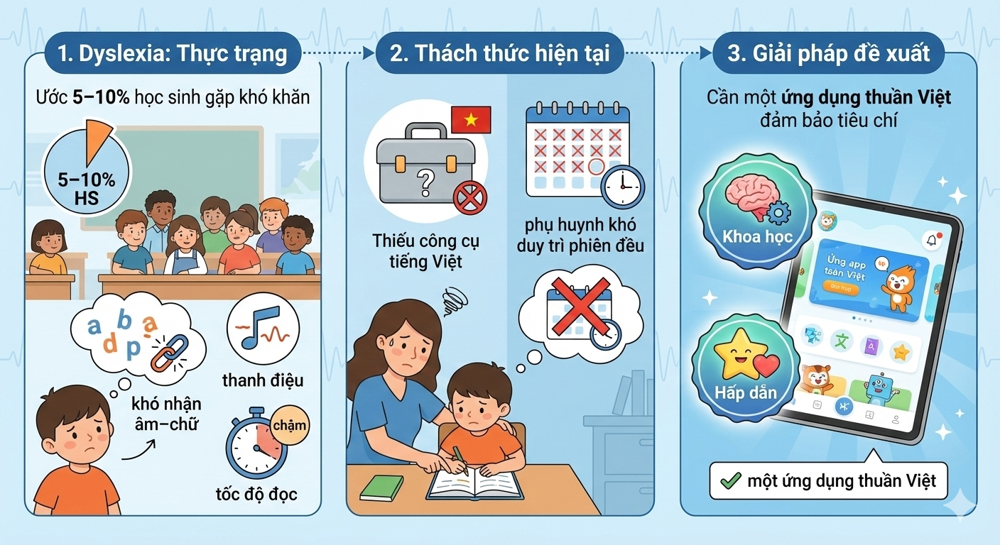 1. Dyslexia: Thực trạng
Ước 5–10% học sinh gặp khó khăn
5–10%
HS
a b a
d p
thanh điệu
khó nhận
âm–chữ
chậm
tốc độ đọc
2. Thách thức hiện tại
?
Thiếu công cụ
tiếng Việt
phụ huynh khó
duy trì phiên đều
3. Giải pháp đề xuất
Cần một ứng dụng thuần Việt
đảm bảo tiêu chí
Khoa học
Ứng app
Việt
文
Hấp dẫn
một ứng dụng thuần Việt